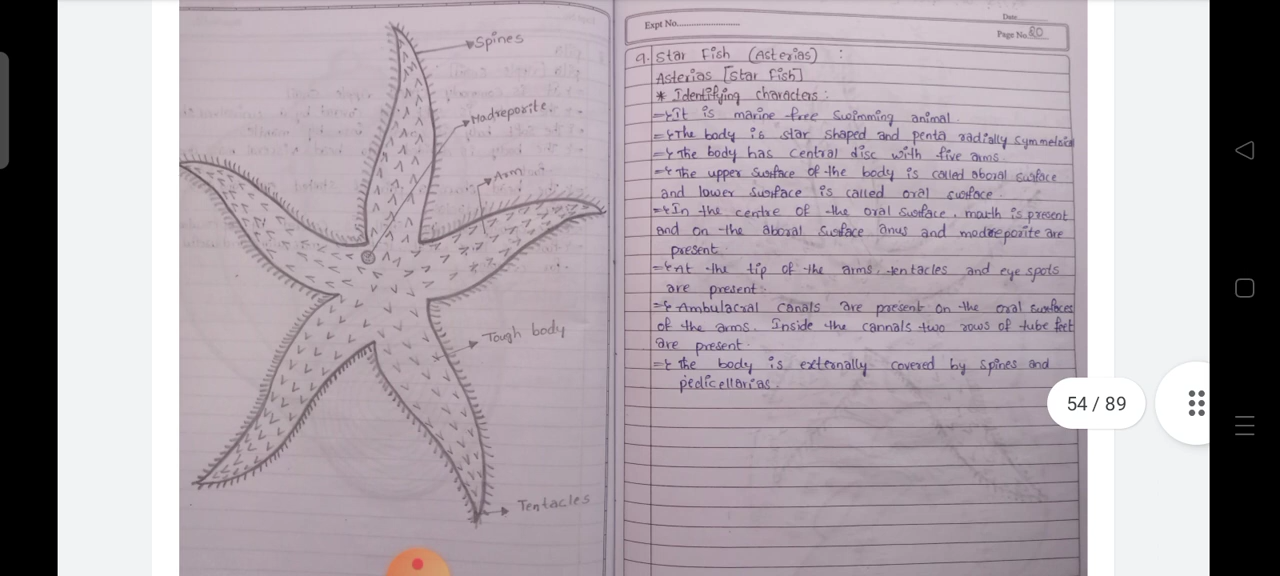 Spines
Madreporite
Arm
Tough body
Tentacles
Expt No.
Date
Page No. 20
9. Star Fish (Asterias) :
Asterias [Star Fish]
* Identifying characters :
It is marine free swimming animal.
The body is star shaped and penta radially symmetrical
The body has central disc with five arms.
The upper surface of the body is called aboral surface
and lower surface is called oral surface.
In the centre of the oral surface, mouth is present
and on the aboral surface anus and madreporite are
present.
At the tip of the arms, tentacles and eye spots
are present.
Ambulacral canals are present on the oral surfaces
of the arms. Inside the cannals two rows of tube feet
are present.
The body is externally covered by spines and
pedicellarias.
54 / 89